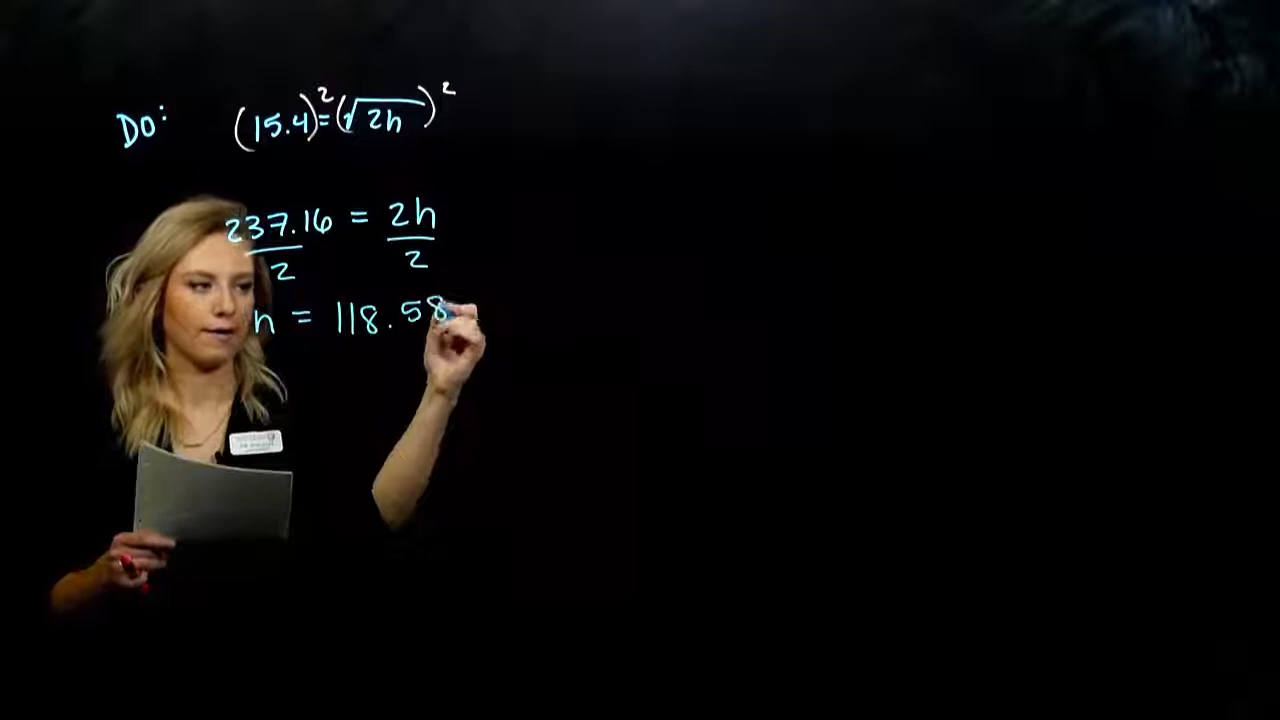 Do: (15.4)² = (√2h)²
237.16 = 2h
2 2
h = 118.58